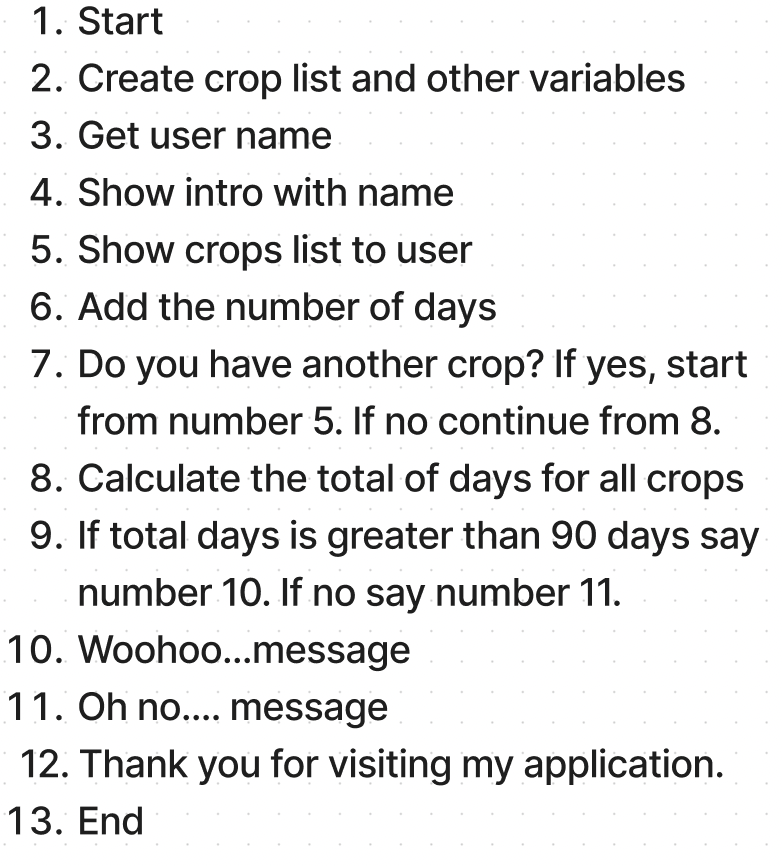 1. Start
2. Create crop list and other variables
3. Get user name
4. Show intro with name
5. Show crops list to user
6. Add the number of days
7. Do you have another crop? If yes, start
from number 5. If no continue from 8.
8. Calculate the total of days for all crops
9. If total days is greater than 90 days say
number 10. If no say number 11.
10. Woohoo...message
11. Oh no.... message
12. Thank you for visiting my application.
13. End